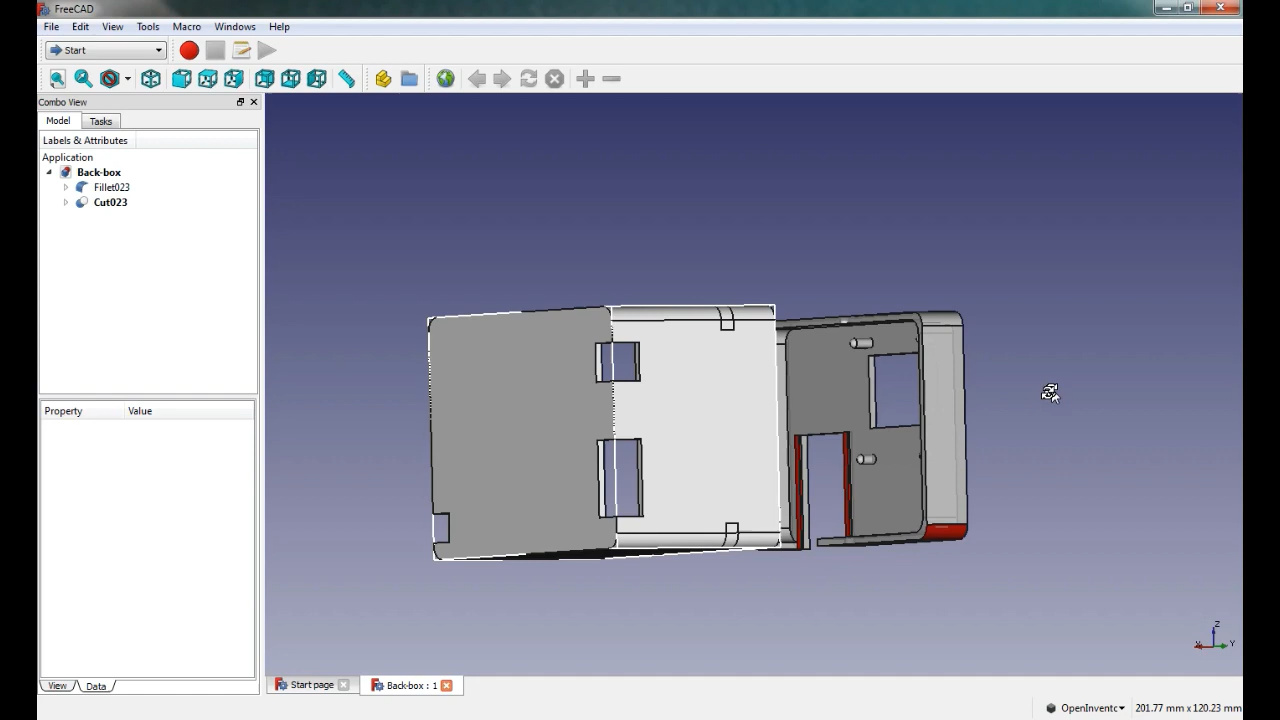 FreeCAD
File Edit View Tools Macro Windows Help
Start
Combo View
Model Tasks
Labels & Attributes
Application
Back-box
Fillet023
Cut023
Property Value
View Data
Z
Y
Start page Back-box : 1
OpenInventc 201.77 mm x 120.23 mm